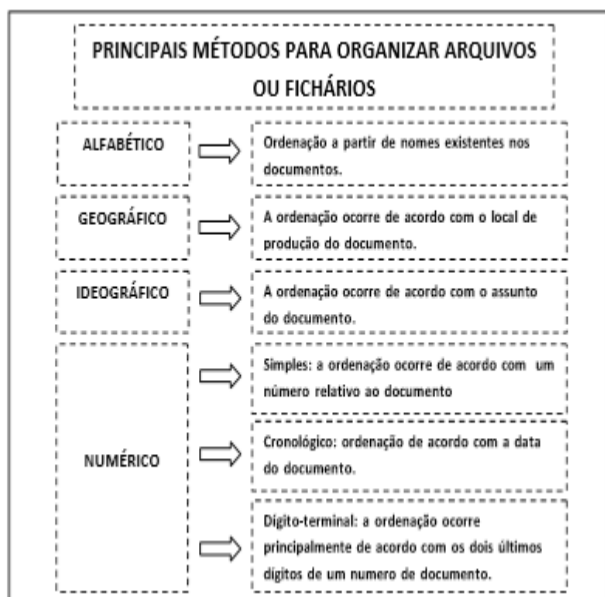 PRINCIPAIS MÉTODOS PARA ORGANIZAR ARQUIVOS
OU FICHÁRIOS
ALFABÉTICO
Ordenação a partir de nomes existentes nos
documentos.
GEOGRÁFICO
A ordenação ocorre de acordo com o local de
produção do documento.
IDEOGRÁFICO
A ordenação ocorre de acordo com o assunto
do documento.
NUMÉRICO
Simples: a ordenação ocorre de acordo com um
número relativo ao documento
Cronológico: ordenação de acordo com a data
do documento.
Dígito-terminal: a ordenação ocorre
principalmente de acordo com os dois últimos
dígitos de um numero de documento.